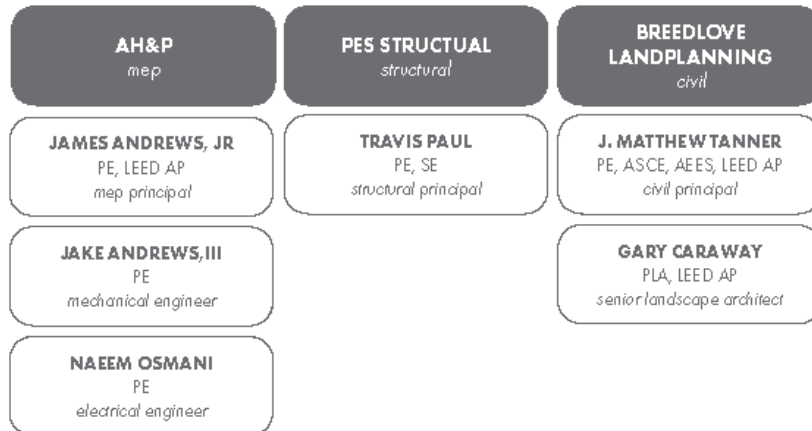 AH&P
mep
JAMES ANDREWS, JR
PE, LEED AP
mep principal
JAKE ANDREWS,III
PE
mechanical engineer
NAEEM OSMANI
PE
electrical engineer
PES STRUCTUAL
structural
TRAVIS PAUL
PE, SE
structural principal
BREEDLOVE
LANDPLANNING
civil
J. MATTHEW TANNER
PE, ASCE, AEES, LEED AP
civil principal
GARY CARAWAY
PLA, LEED AP
senior landscape architect